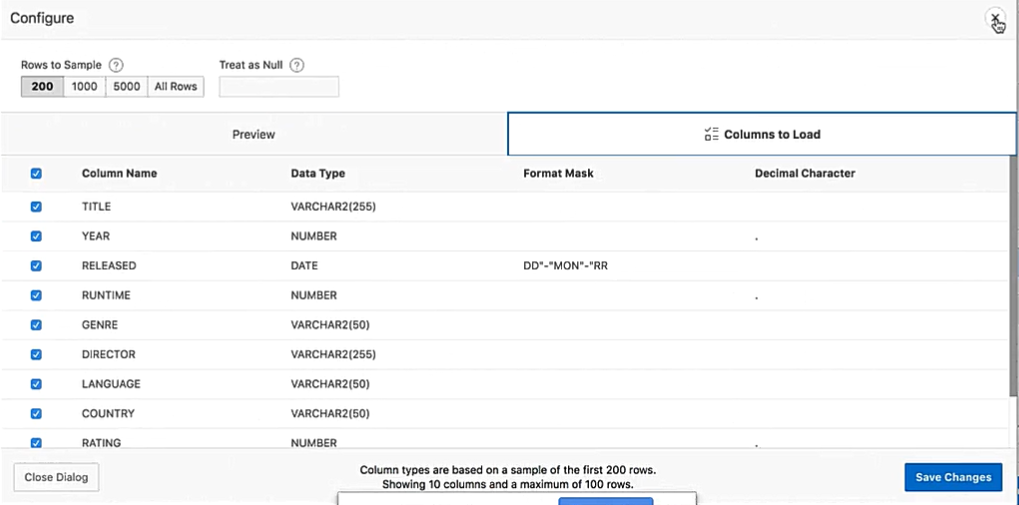 Configure
Rows to Sample ? Treat as Null ?
200 1000 5000 All Rows
Preview Columns to Load
Column Name Data Type Format Mask Decimal Character
TITLE VARCHAR2(255)
YEAR NUMBER .
RELEASED DATE DD"-"MON"-"RR
RUNTIME NUMBER .
GENRE VARCHAR2(50)
DIRECTOR VARCHAR2(255)
LANGUAGE VARCHAR2(50)
COUNTRY VARCHAR2(50)
RATING NUMBER .
Close Dialog Column types are based on a sample of the first 200 rows. Save Changes
Showing 10 columns and a maximum of 100 rows.